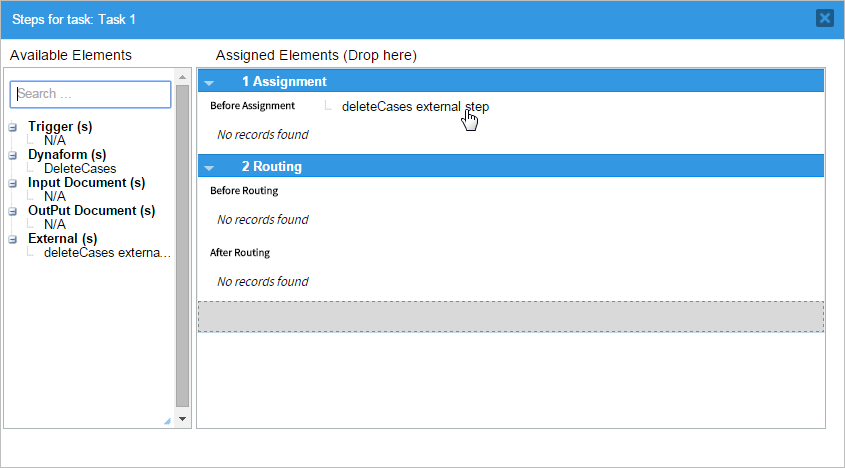 Steps for task: Task 1
Available Elements
Assigned Elements (Drop here)
Search ...
Trigger (s)
N/A
Dynaform (s)
DeleteCases
Input Document (s)
N/A
OutPut Document (s)
N/A
External (s)
deleteCases externa...
1 Assignment
Before Assignment
deleteCases external step
No records found
2 Routing
Before Routing
No records found
After Routing
No records found